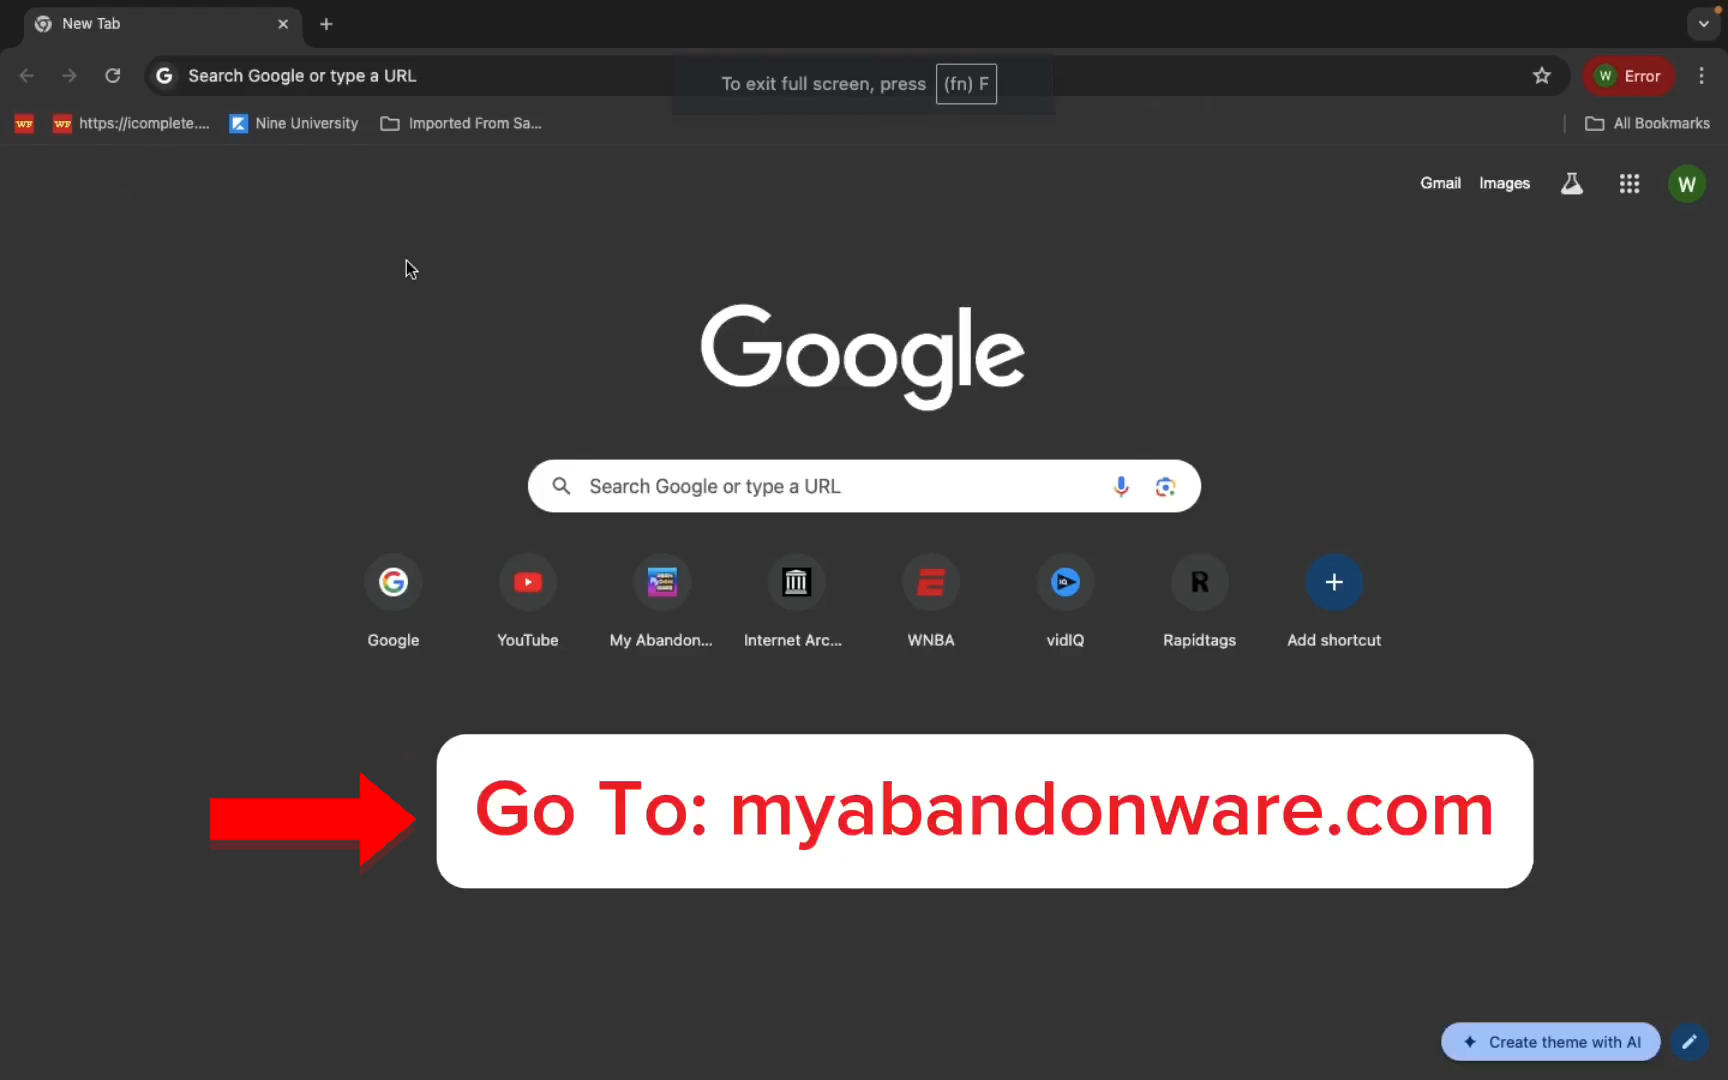 New Tab
Search Google or type a URL
To exit full screen, press (fn) F
W Error
WF
WF https://icomplete....
Nine University
Imported From Sa...
All Bookmarks
Gmail Images W
Google
Search Google or type a URL
Google YouTube My Abandon... Internet Arc... WNBA vidIQ Rapidtags Add shortcut
Go To: myabandonware.com
Create theme with AI